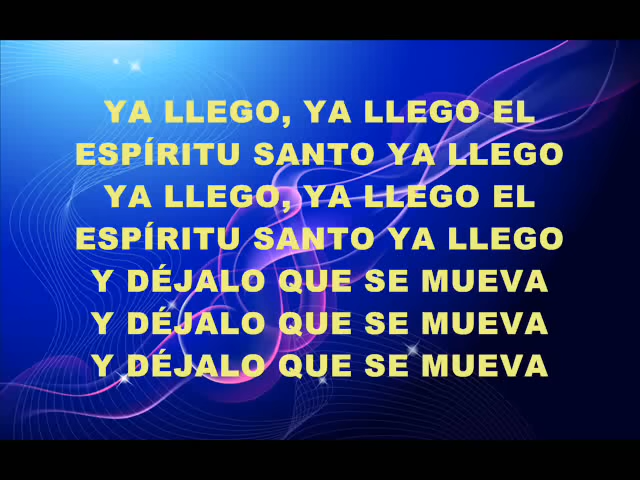 YA LLEGO, YA LLEGO EL
ESPÍRITU SANTO YA LLEGO
YA LLEGO, YA LLEGO EL
ESPÍRITU SANTO YA LLEGO
Y DÉJALO QUE SE MUEVA
Y DÉJALO QUE SE MUEVA
Y DÉJALO QUE SE MUEVA